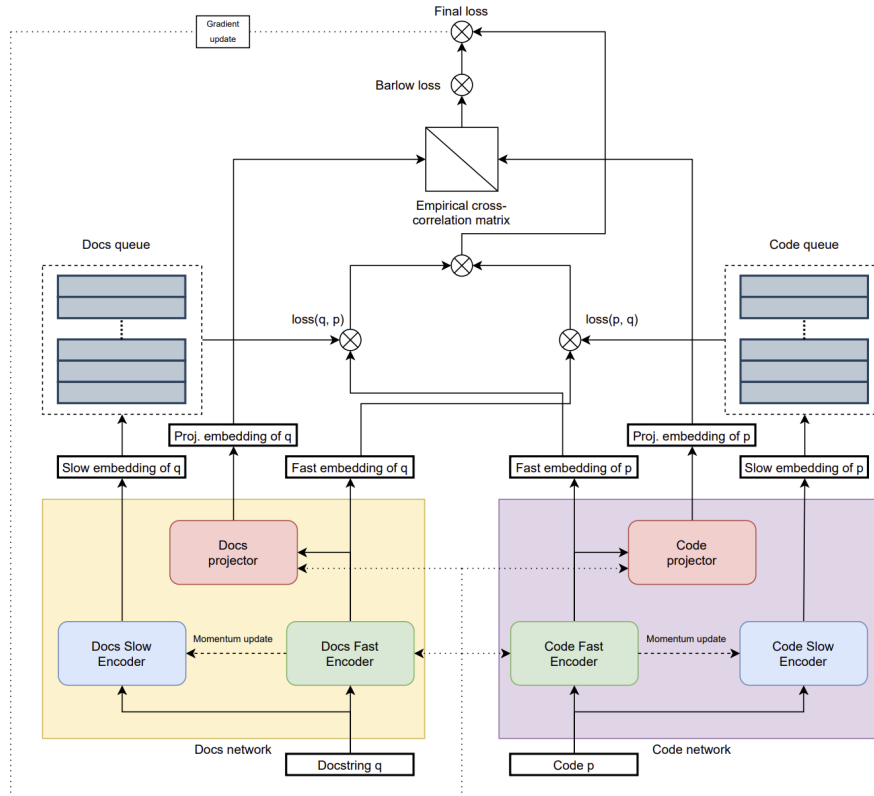 Final loss
Gradient
update
Barlow loss
Empirical cross-
correlation matrix
Docs queue
Code queue
loss(q, p)
loss(p, q)
Proj. embedding of q
Proj. embedding of p
Slow embedding of q
Fast embedding of q
Fast embedding of p
Slow embedding of p
Docs
projector
Code
projector
Docs Slow
Encoder
Momentum update
Docs Fast
Encoder
Code Fast
Encoder
Momentum update
Code Slow
Encoder
Docs network
Code network
Docstring q
Code p